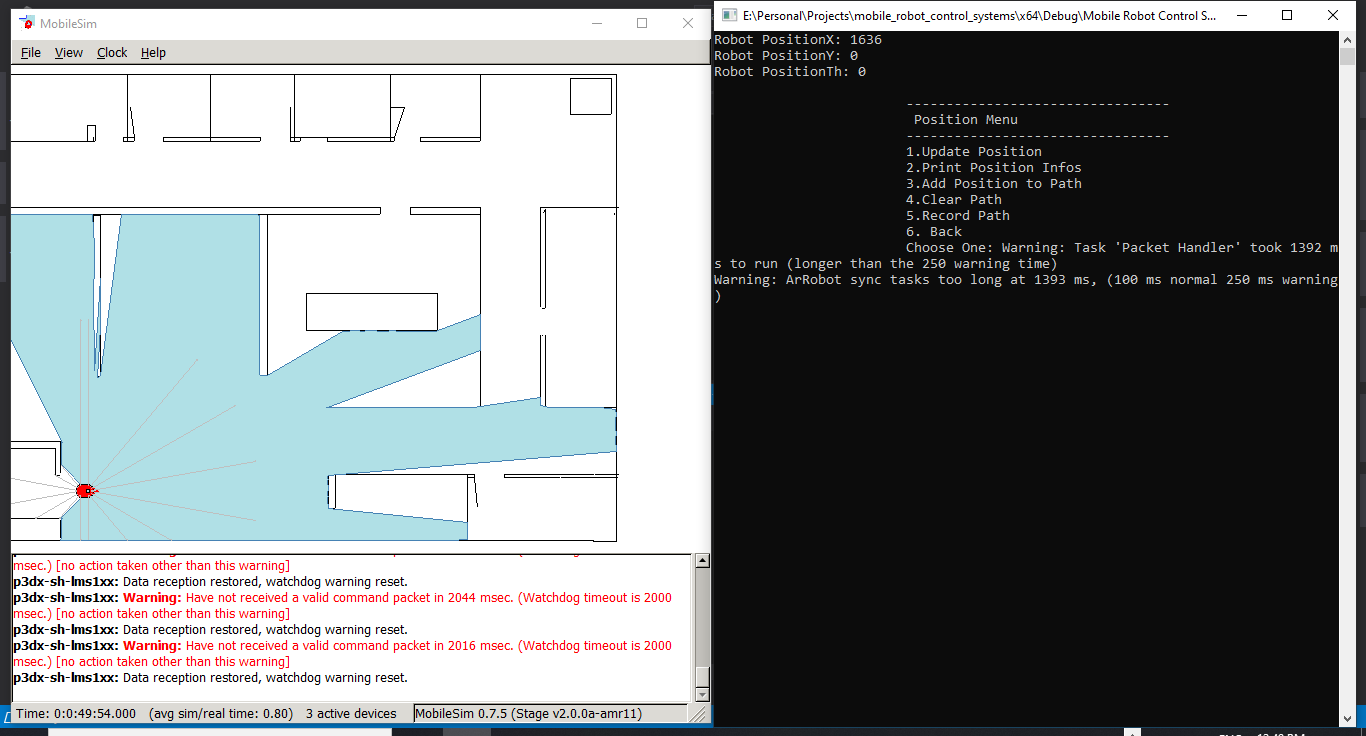 MobileSim
File View Clock Help
msec.) [no action taken other than this warning]
p3dx-sh-lms1xx: Data reception restored, watchdog warning reset.
p3dx-sh-lms1xx: Warning: Have not received a valid command packet in 2044 msec. (Watchdog timeout is 2000
msec.) [no action taken other than this warning]
p3dx-sh-lms1xx: Data reception restored, watchdog warning reset.
p3dx-sh-lms1xx: Warning: Have not received a valid command packet in 2016 msec. (Watchdog timeout is 2000
msec.) [no action taken other than this warning]
p3dx-sh-lms1xx: Data reception restored, watchdog warning reset.
Time: 0:0:49:54.000 (avg sim/real time: 0.80) 3 active devices MobileSim 0.7.5 (Stage v2.0.0a-amr11)
E:\Personal\Projects\mobile_robot_control_systems\x64\Debug\Mobile Robot Control S...
Robot PositionX: 1636
Robot PositionY: 0
Robot PositionTh: 0
---------------------------------
Position Menu
---------------------------------
1.Update Position
2.Print Position Infos
3.Add Position to Path
4.Clear Path
5.Record Path
6. Back
Choose One: Warning: Task 'Packet Handler' took 1392 m
s to run (longer than the 250 warning time)
Warning: ArRobot sync tasks too long at 1393 ms, (100 ms normal 250 ms warning
)